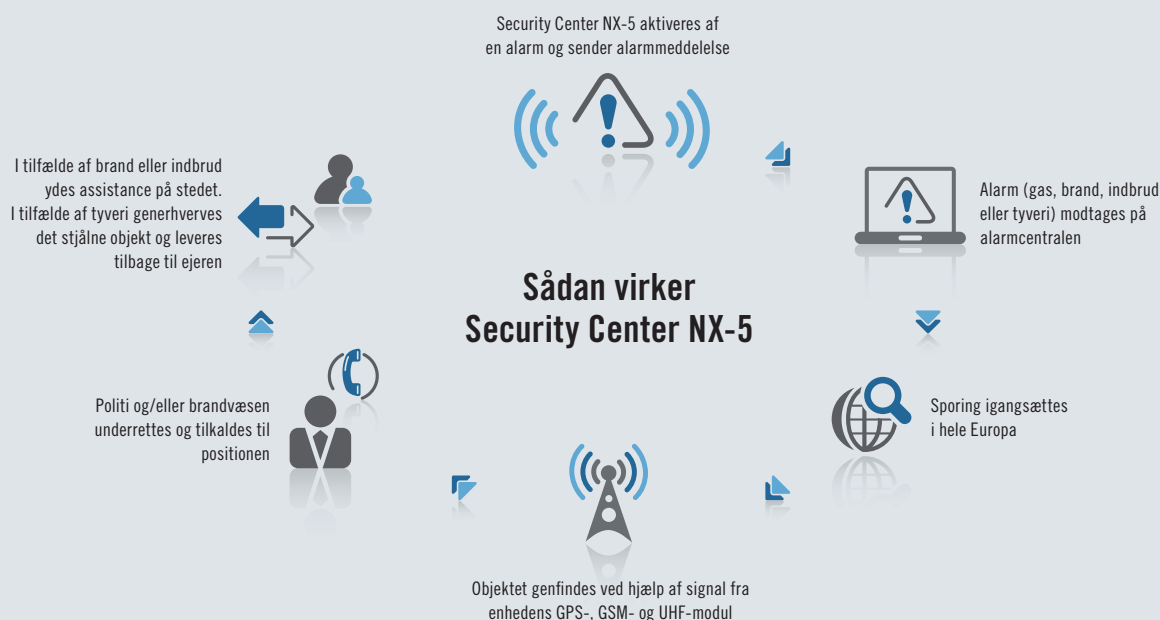 Security Center NX-5 aktiveres af
en alarm og sender alarmmeddelelse
Alarm (gas, brand, indbrud
eller tyveri) modtages på
alarmcentralen
Sporing igangsættes
i hele Europa
Objektet genfindes ved hjælp af signal fra
enhedens GPS-, GSM- og UHF-modul
Politi og/eller brandvæsen
underrettes og tilkaldes til
positionen
I tilfælde af brand eller indbrud
ydes assistance på stedet.
I tilfælde af tyveri generhverves
det stjålne objekt og leveres
tilbage til ejeren
Sådan virker
Security Center NX-5